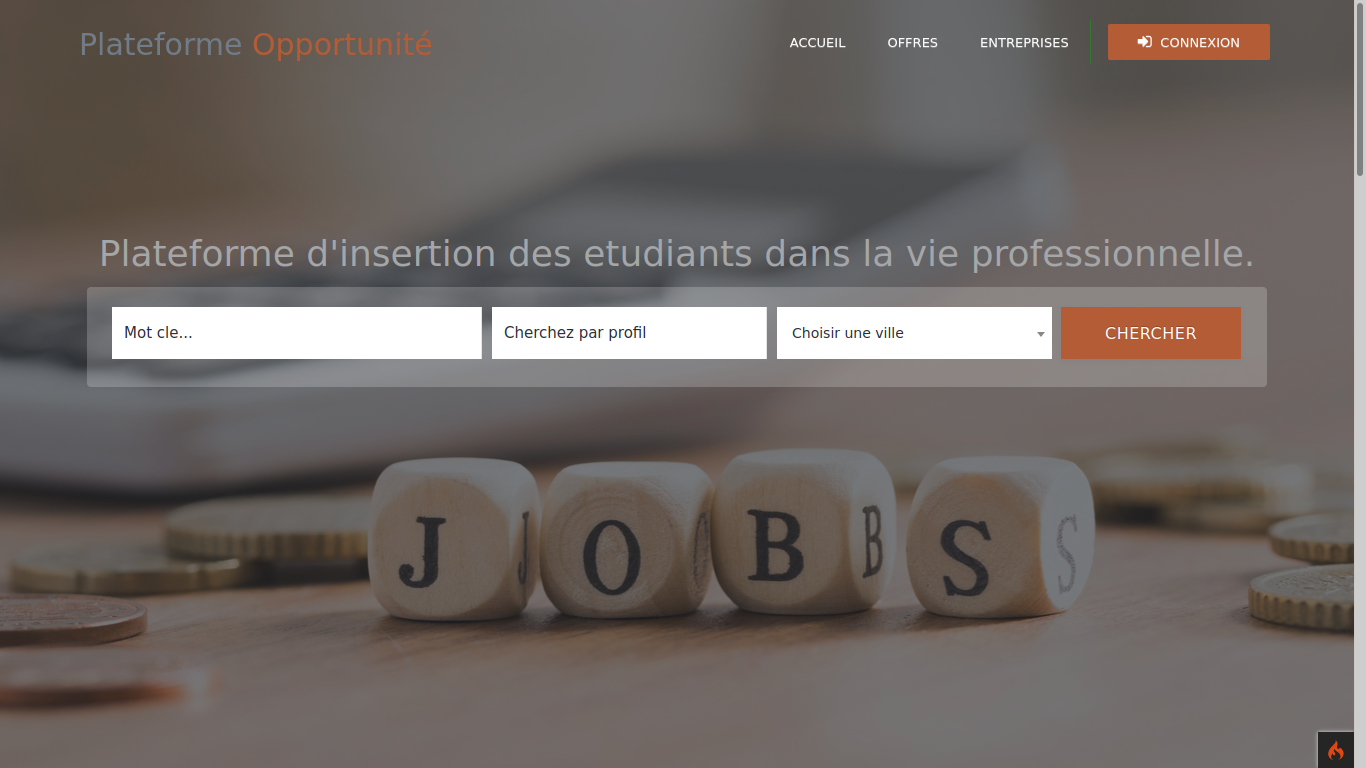 Plateforme Opportunité
ACCUEIL
OFFRES
ENTREPRISES
CONNEXION
Plateforme d'insertion des etudiants dans la vie professionnelle.
Mot cle...
Cherchez par profil
Choisir une ville
CHERCHER
J J O O B B S S